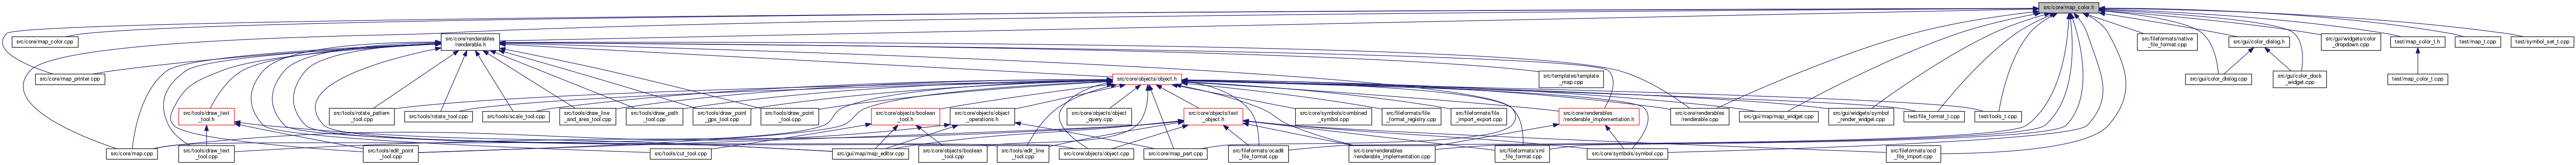 src/core/map_color.h
src/core/map_color.cpp
src/core/renderables
/renderable.h
src/fileformats/native
_file_format.cpp
src/gui/color_dialog.h
src/gui/widgets/color
_dropdown.cpp
test/map_color_t.h
test/map_t.cpp
test/symbol_set_t.cpp
src/core/map_printer.cpp
src/core/objects/object.h
src/templates/template
_map.cpp
src/gui/color_dialog.cpp
src/gui/color_dock
_widget.cpp
test/map_color_t.cpp
src/tools/draw_text
_tool.h
src/tools/rotate_pattern
_tool.cpp
src/tools/rotate_tool.cpp
src/tools/scale_tool.cpp
src/tools/draw_line
_and_area_tool.cpp
src/tools/draw_path
_tool.cpp
src/tools/draw_point
_gps_tool.cpp
src/tools/draw_point
_tool.cpp
src/core/objects/boolean
_tool.h
src/core/objects/object
_operations.h
src/core/objects/object
_query.cpp
src/core/objects/text
_object.h
src/core/symbols/combined
_symbol.cpp
src/fileformats/file
_format_registry.cpp
src/fileformats/file
_import_export.cpp
src/core/renderables
/renderable_implementation.h
src/core/renderables
/renderable.cpp
src/gui/map/map_widget.cpp
src/gui/widgets/symbol
_render_widget.cpp
test/file_format_t.cpp
test/tools_t.cpp
src/core/map.cpp
src/tools/draw_text
_tool.cpp
src/tools/edit_point
_tool.cpp
src/tools/cut_tool.cpp
src/gui/map/map_editor.cpp
src/core/objects/boolean
_tool.cpp
src/tools/edit_line
_tool.cpp
src/core/objects/object.cpp
src/core/map_part.cpp
src/fileformats/ocad8
_file_format.cpp
src/core/renderables
/renderable_implementation.cpp
src/fileformats/xml
_file_format.cpp
src/core/symbols/symbol.cpp
src/fileformats/ocd
_file_import.cpp